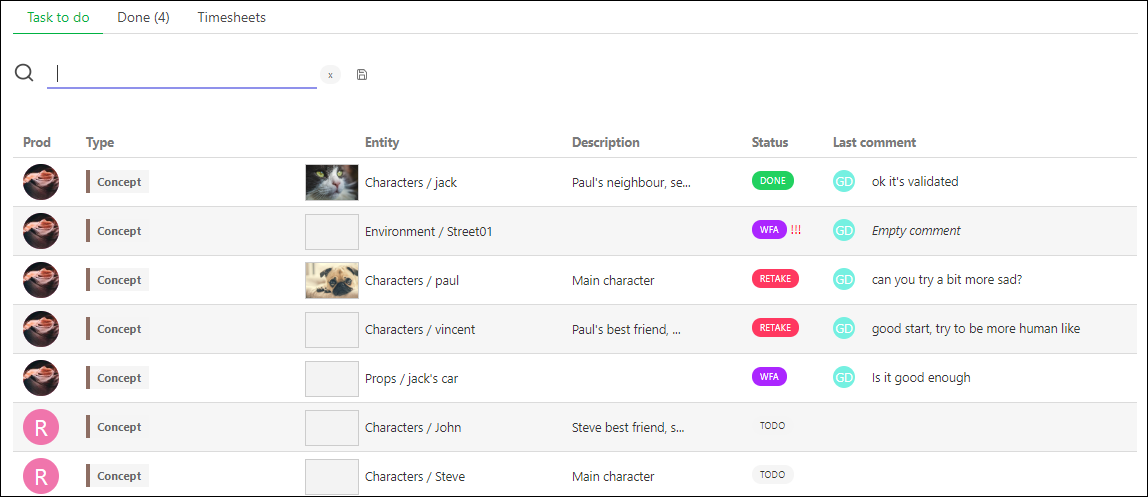 Task to do Done (4) Timesheets
x
Prod Type Entity Description Status Last comment
Concept Characters / jack Paul's neighbour, se... DONE GD ok it's validated
Concept Environment / Street01 WFA !!! GD Empty comment
Concept Characters / paul Main character RETAKE GD can you try a bit more sad?
Concept Characters / vincent Paul's best friend, ... RETAKE GD good start, try to be more human like
Concept Props / jack's car WFA GD Is it good enough
R Concept Characters / John Steve best friend, s... TODO
R Concept Characters / Steve Main character TODO